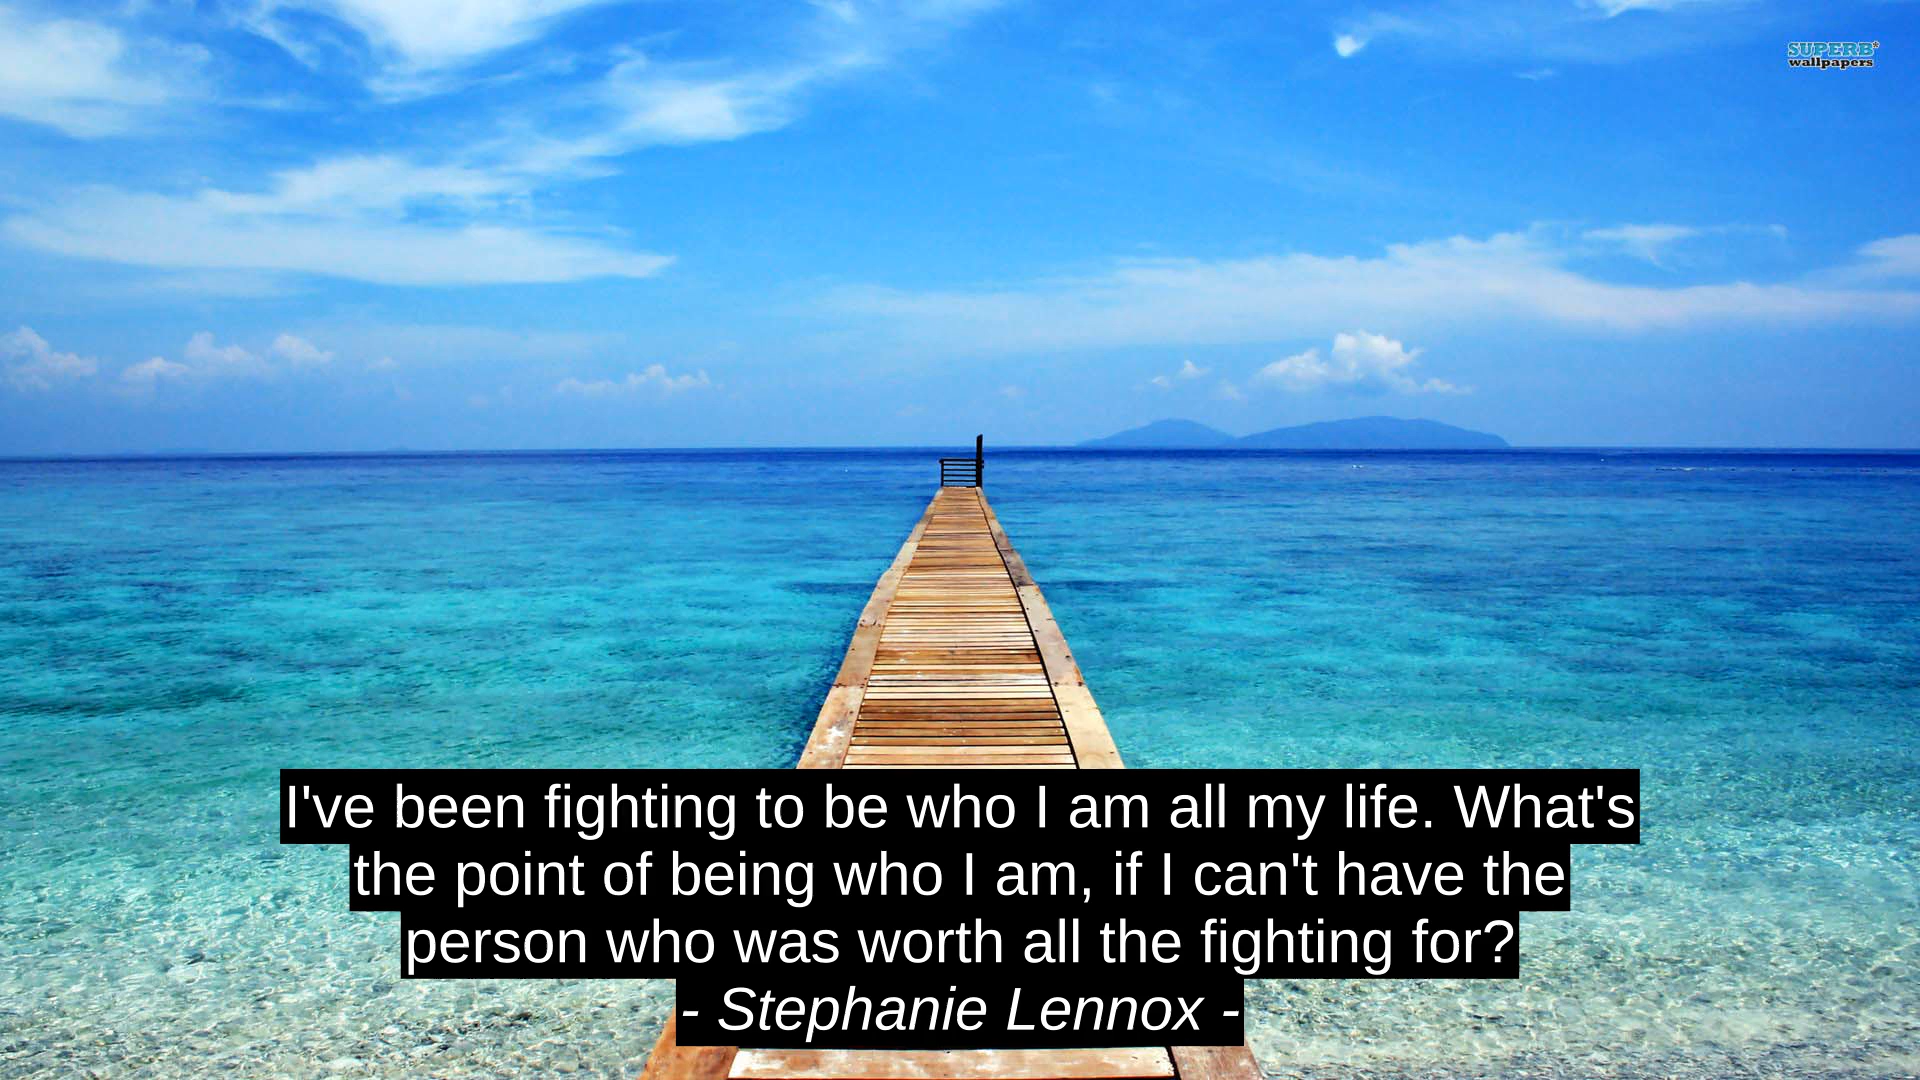 SUPERB
wallpapers
I've been fighting to be who I am all my life. What's
the point of being who I am, if I can't have the
person who was worth all the fighting for?
- Stephanie Lennox -